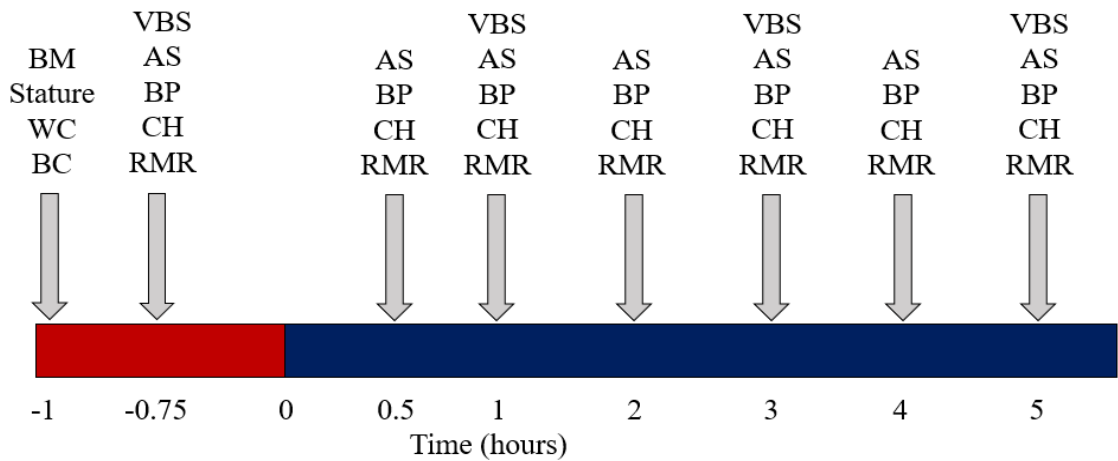 VBS VBS VBS VBS
BM AS AS AS AS AS AS AS
Stature BP BP BP BP BP BP BP
WC CH CH CH CH CH CH CH
BC RMR RMR RMR RMR RMR RMR RMR
-1 -0.75 0 0.5 1 2 3 4 5
Time (hours)